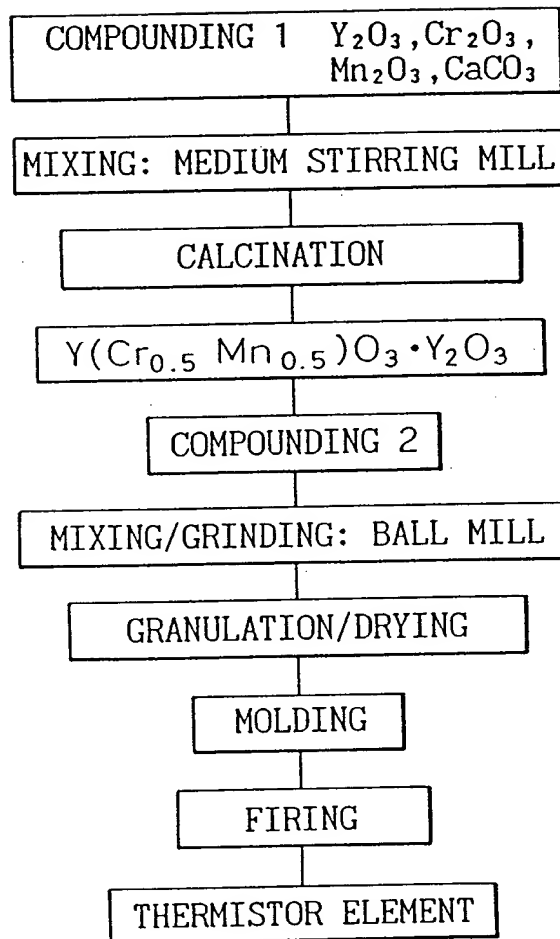 COMPOUNDING 1 Y₂O₃,Cr₂O₃,
Mn₂O₃,CaCO₃
MIXING: MEDIUM STIRRING MILL
CALCINATION
Y(Cr₀.₅ Mn₀.₅)O₃·Y₂O₃
COMPOUNDING 2
MIXING/GRINDING: BALL MILL
GRANULATION/DRYING
MOLDING
FIRING
THERMISTOR ELEMENT